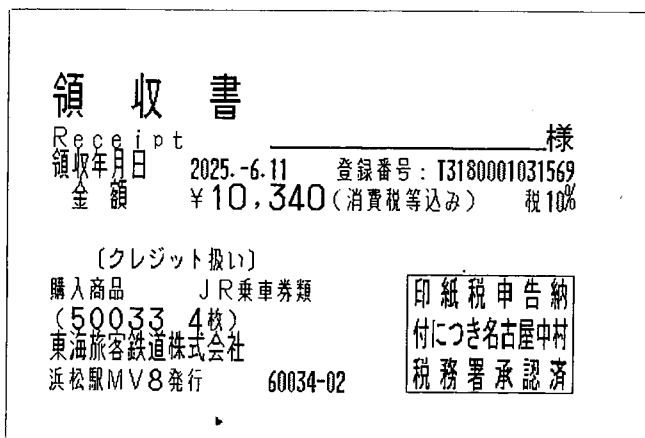 領収書
Receipt
様
領収年月日 2025.-6.11 登録番号：T3180001031569
金額 ¥10,340(消費税等込み) 税10%
〔クレジット扱い〕
購入商品 JR乗車券類
(50033 4枚)
東海旅客鉄道株式会社
浜松駅MV8発行 60034-02
印紙税申告納
付につき名古屋中村
税務署承認済